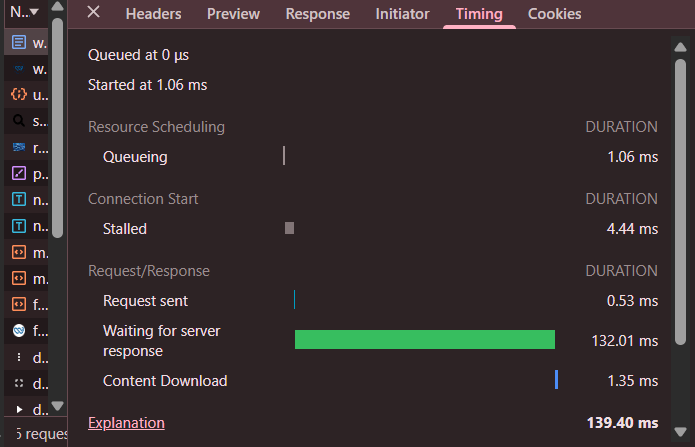 N...
Headers Preview Response Initiator Timing Cookies
w...
w...
u...
s...
r...
p...
n...
n...
m...
m...
f...
f...
d...
d...
d...
5 reques
Queued at 0 μs
Started at 1.06 ms
Resource Scheduling DURATION
Queueing 1.06 ms
Connection Start DURATION
Stalled 4.44 ms
Request/Response DURATION
Request sent 0.53 ms
Waiting for server
response 132.01 ms
Content Download 1.35 ms
Explanation 139.40 ms